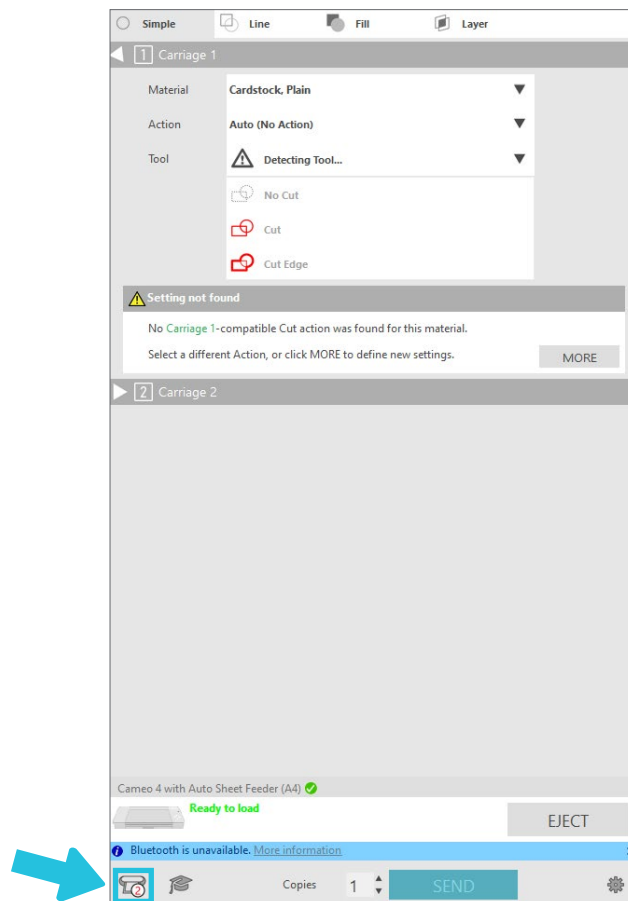 Simple Line Fill Layer
1 Carriage 1
Material Cardstock, Plain
Action Auto (No Action)
Tool Detecting Tool...
No Cut
Cut
Cut Edge
Setting not found
No Carriage 1-compatible Cut action was found for this material.
Select a different Action, or click MORE to define new settings. MORE
2 Carriage 2
Cameo 4 with Auto Sheet Feeder (A4)
Ready to load
EJECT
Bluetooth is unavailable. More information
2 Copies 1 SEND